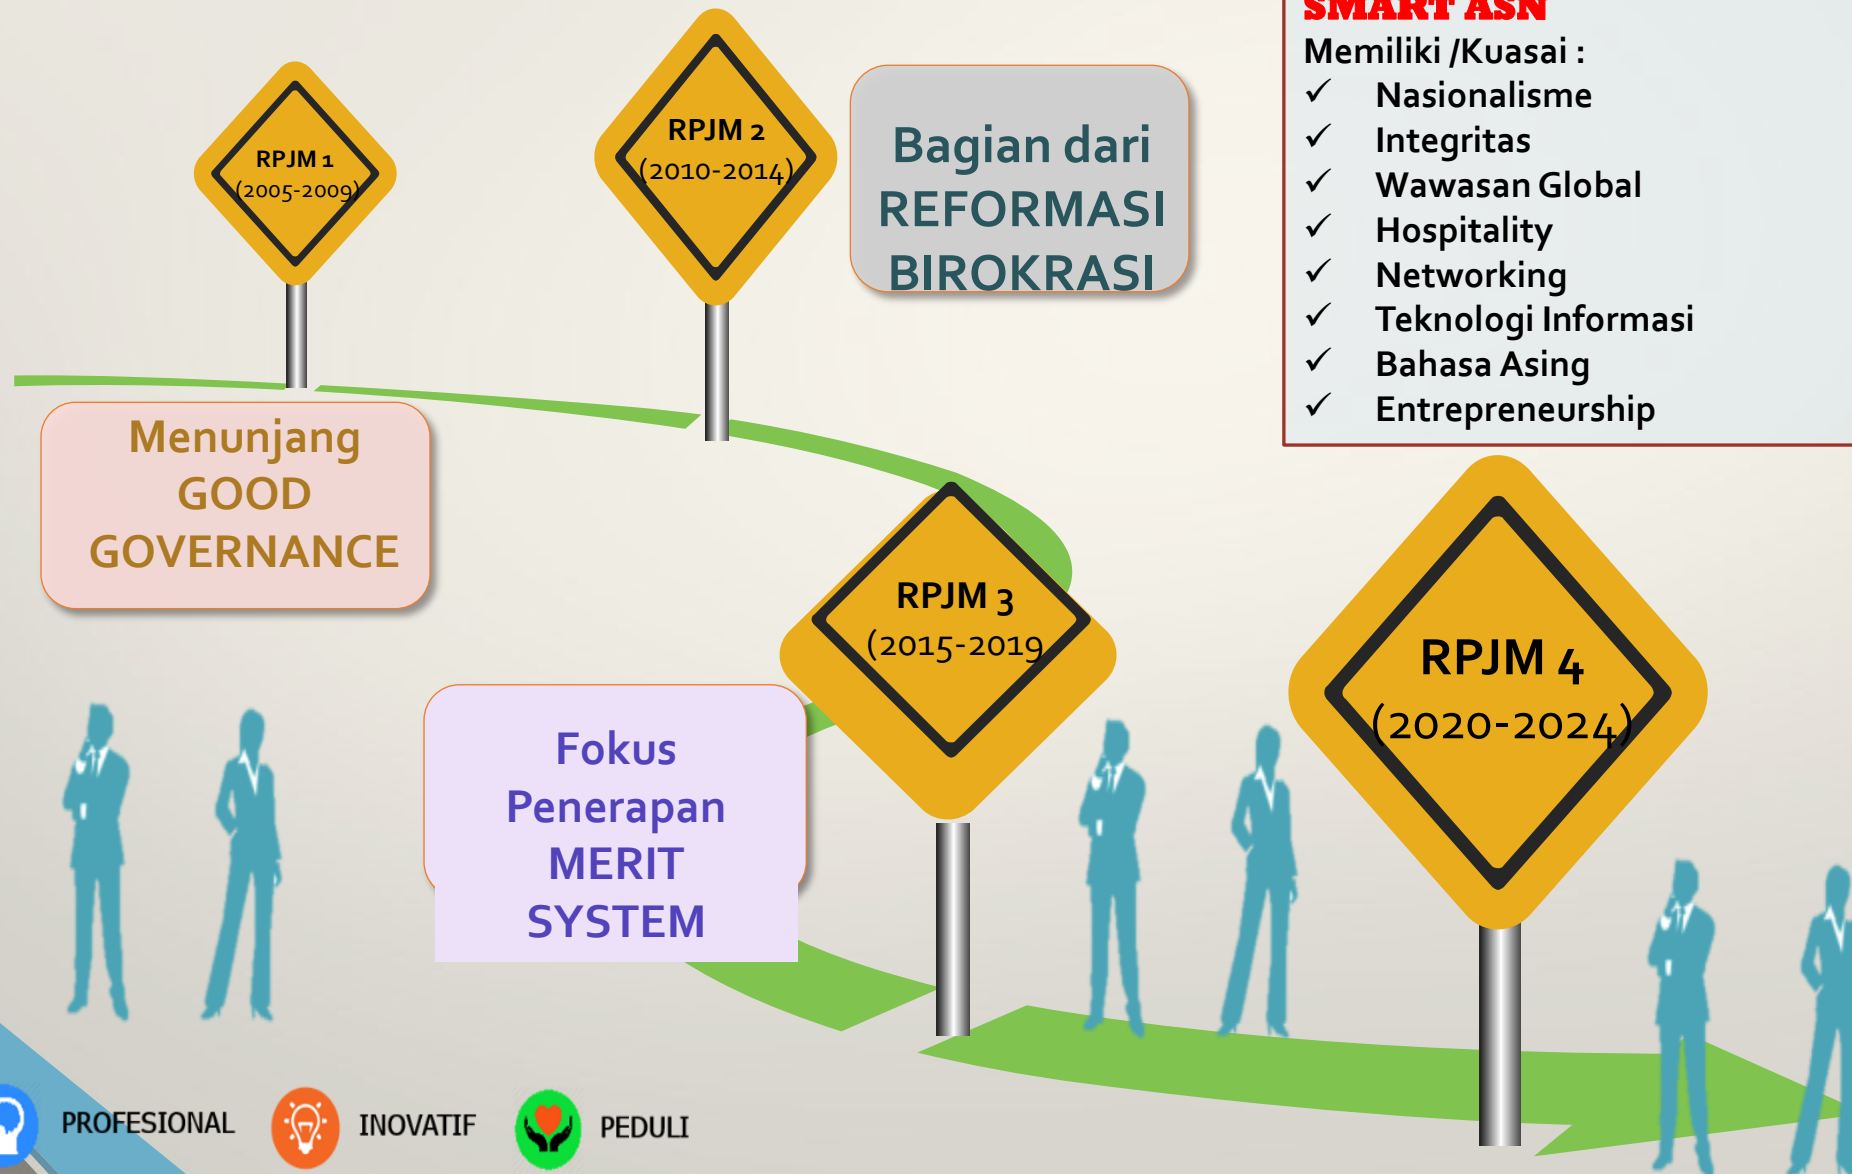 RPJM 1
(2005-2009)
Menunjang
GOOD
GOVERNANCE
RPJM 2
(2010-2014)
Bagian dari
REFORMASI
BIROKRASI
RPJM 3
(2015-2019
Fokus
Penerapan
MERIT
SYSTEM
SMART ASN
Memiliki /Kuasai :
✓ Nasionalisme
✓ Integritas
✓ Wawasan Global
✓ Hospitality
✓ Networking
✓ Teknologi Informasi
✓ Bahasa Asing
✓ Entrepreneurship
RPJM 4
(2020-2024)
PROFESIONAL
INOVATIF
PEDULI